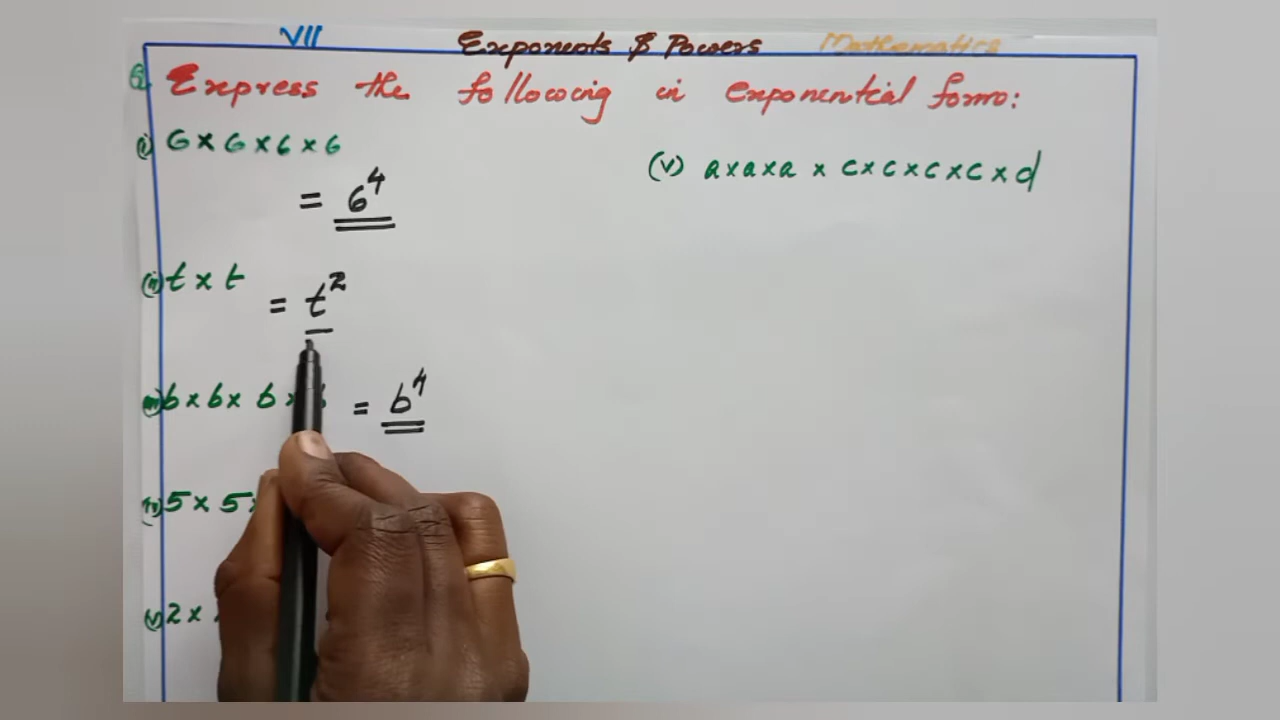 VII Exponents & Powers Mathematics
Q. Express the following in exponential form:
(i) 6 × 6 × 6 × 6
= 6⁴
(ii) t × t
= t²
(iii) b × b × b ×
= b⁴
(iv) 5 × 5
(v) 2 ×
(v) a × a × a × c × c × c × c × d